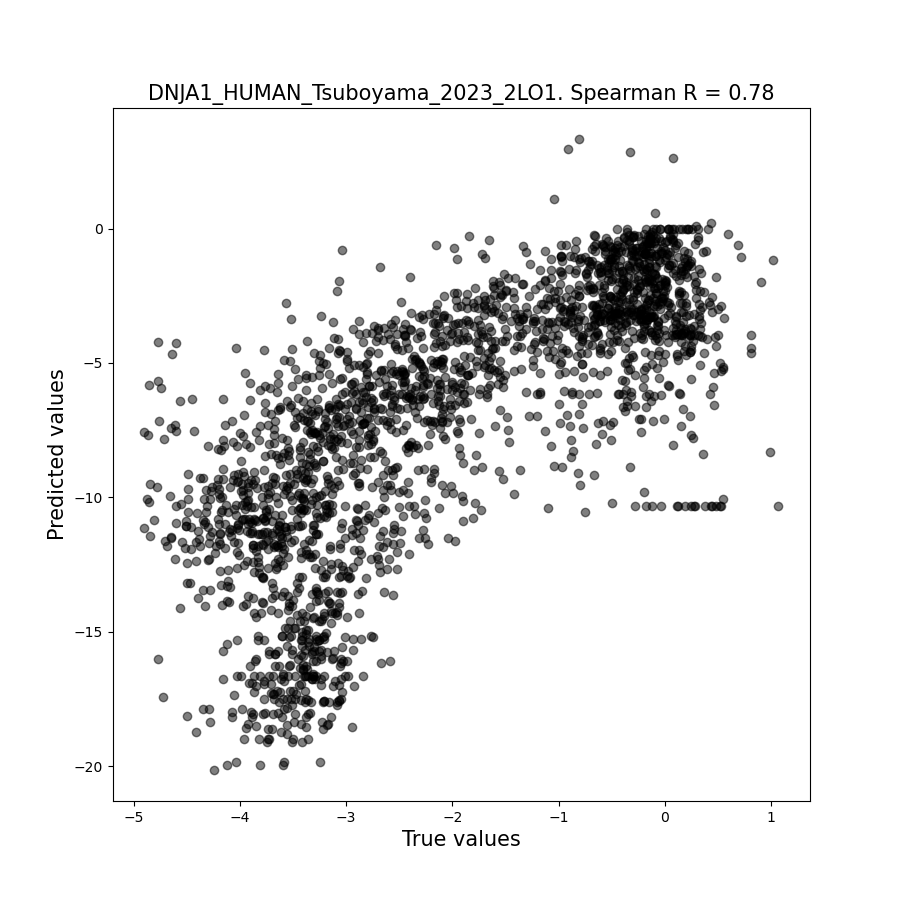 DNJA1_HUMAN_Tsuboyama_2023_2LO1. Spearman R = 0.78
Predicted values
0
−5
−10
−15
−20
−5 −4 −3 −2 −1 0 1
True values